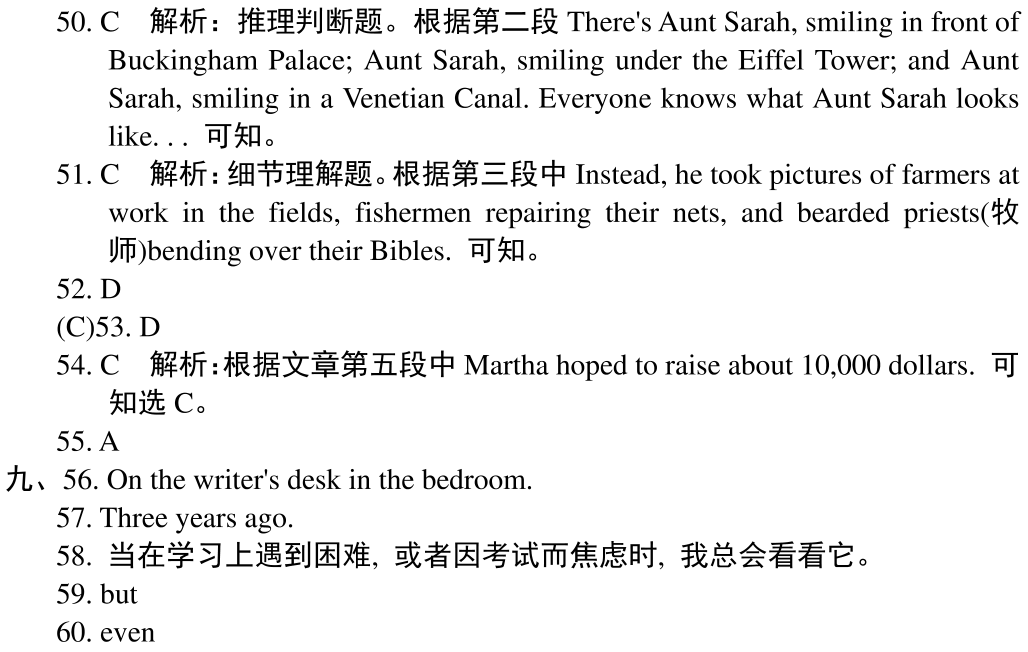 50. C 解析：推理判断题。根据第二段 There's Aunt Sarah, smiling in front of
Buckingham Palace; Aunt Sarah, smiling under the Eiffel Tower; and Aunt
Sarah, smiling in a Venetian Canal. Everyone knows what Aunt Sarah looks
like. . . 可知。
51. C 解析：细节理解题。根据第三段中 Instead, he took pictures of farmers at
work in the fields, fishermen repairing their nets, and bearded priests(牧
师)bending over their Bibles. 可知。
52. D
(C)53. D
54. C 解析：根据文章第五段中 Martha hoped to raise about 10,000 dollars. 可
知选 C。
55. A
九、56. On the writer's desk in the bedroom.
57. Three years ago.
58. 当在学习上遇到困难, 或者因考试而焦虑时, 我总会看看它。
59. but
60. even